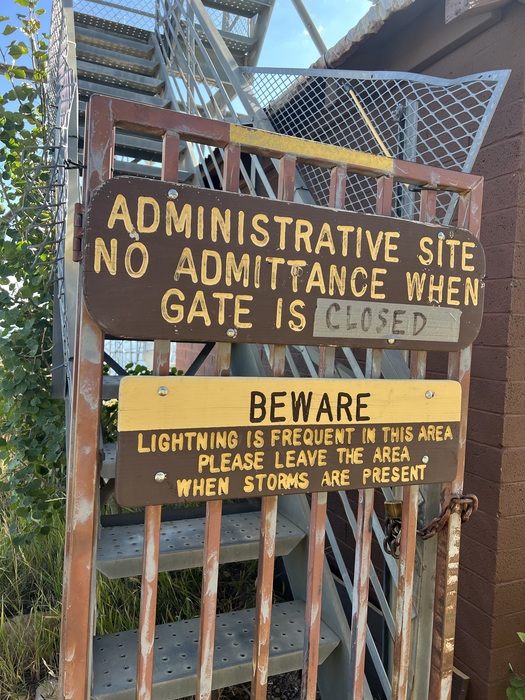 ADMINISTRATIVE SiTE
NO ADMITTANCE WHEN
GATE IS CLOSED
BEWARE
LIGHTNING IS FREQUENT IN THIS AREA
PLEASE LEAVE THE AREA
WHEN STORMS ARE PRESENT